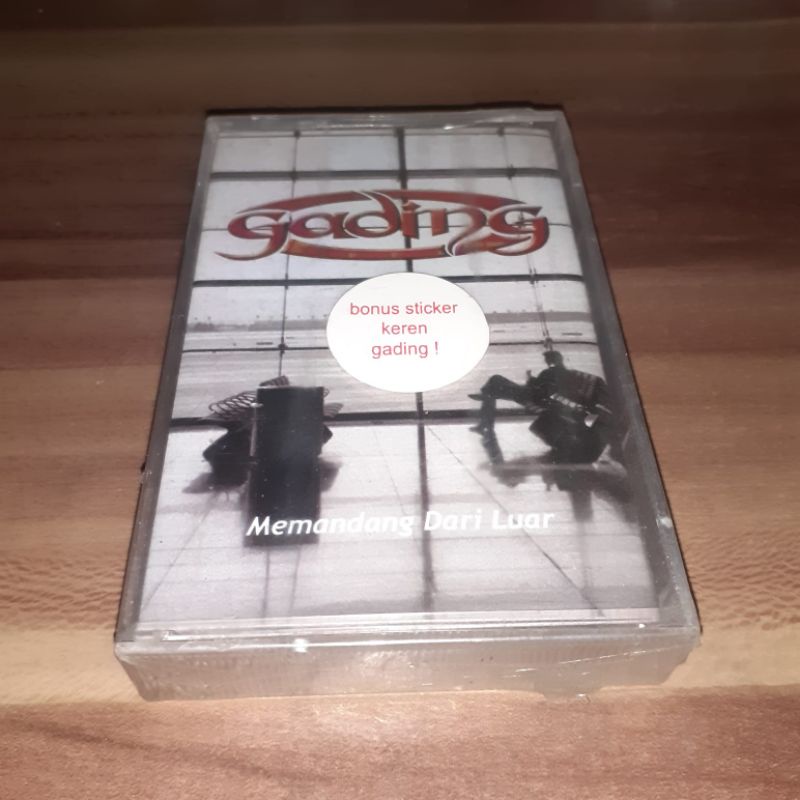 gading
bonus sticker
keren
gading !
Memandang Dari Luar